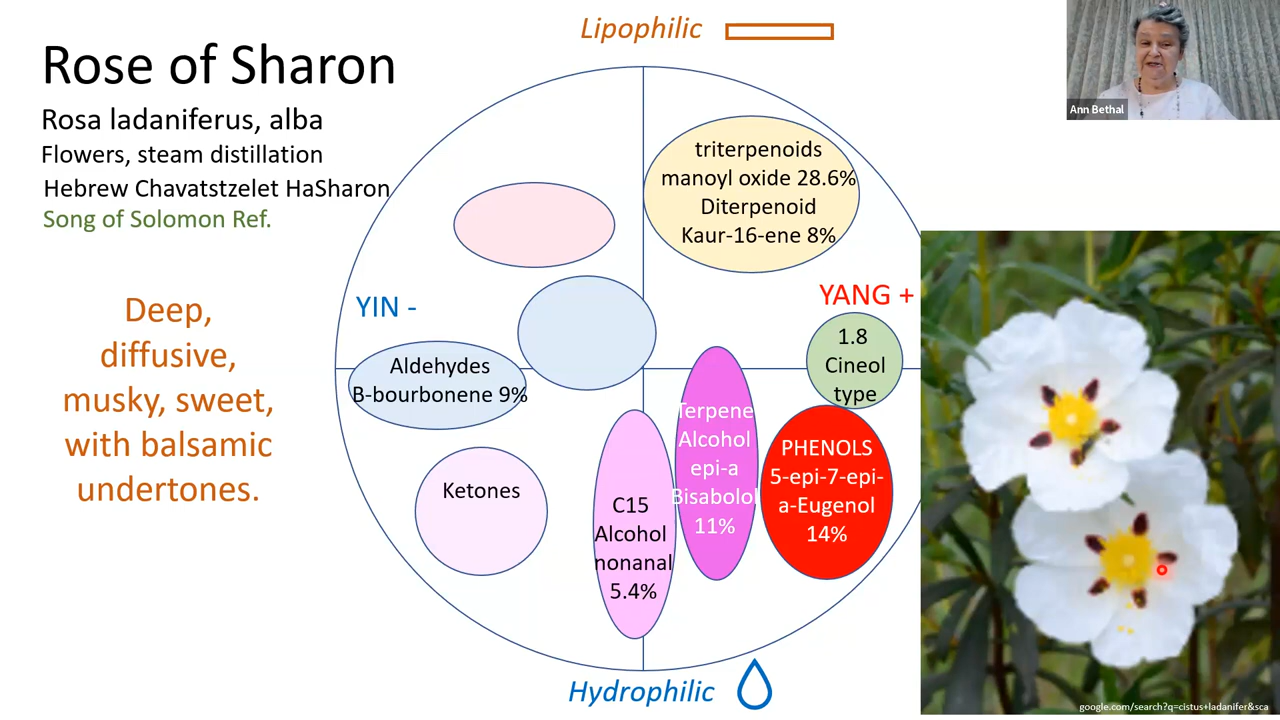 Lipophilic
Rose of Sharon
Rosa ladaniferus, alba
Flowers, steam distillation
Hebrew Chavatstzelet HaSharon
Song of Solomon Ref.
Deep,
diffusive,
musky, sweet,
with balsamic
undertones.
triterpenoids
manoyl oxide 28.6%
Diterpenoid
Kaur-16-ene 8%
YIN -
YANG +
1.8
Cineol
type
Aldehydes
B-bourbonene 9%
Ketones
C15
Alcohol
nonanal
5.4%
Terpene
Alcohol
epi-a
Bisabolol
11%
PHENOLS
5-epi-7-epi-
a-Eugenol
14%
Hydrophilic
Ann Bethal
google.com/search?q=cistus+ladanifer&sca